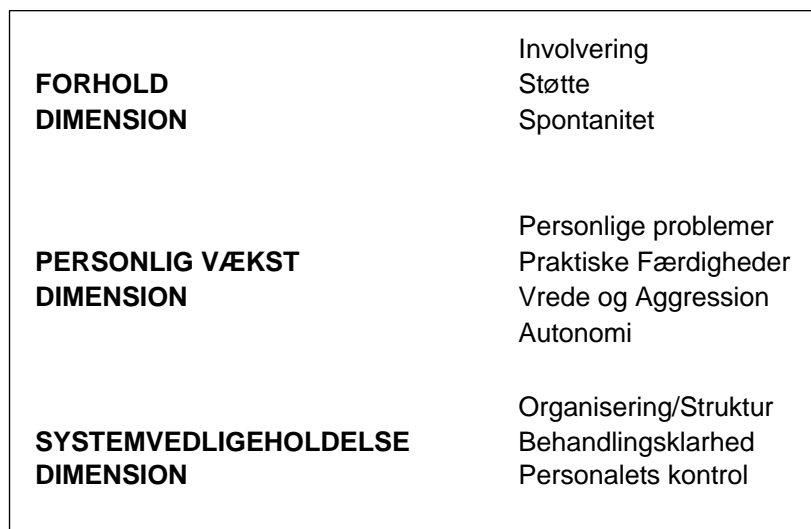 Involvering
FORHOLD Støtte
DIMENSION Spontanitet
Personlige problemer
PERSONLIG VÆKST Praktiske Færdigheder
DIMENSION Vrede og Aggression
Autonomi
Organisering/Struktur
SYSTEMVEDLIGEHOLDELSE Behandlingsklarhed
DIMENSION Personalets kontrol